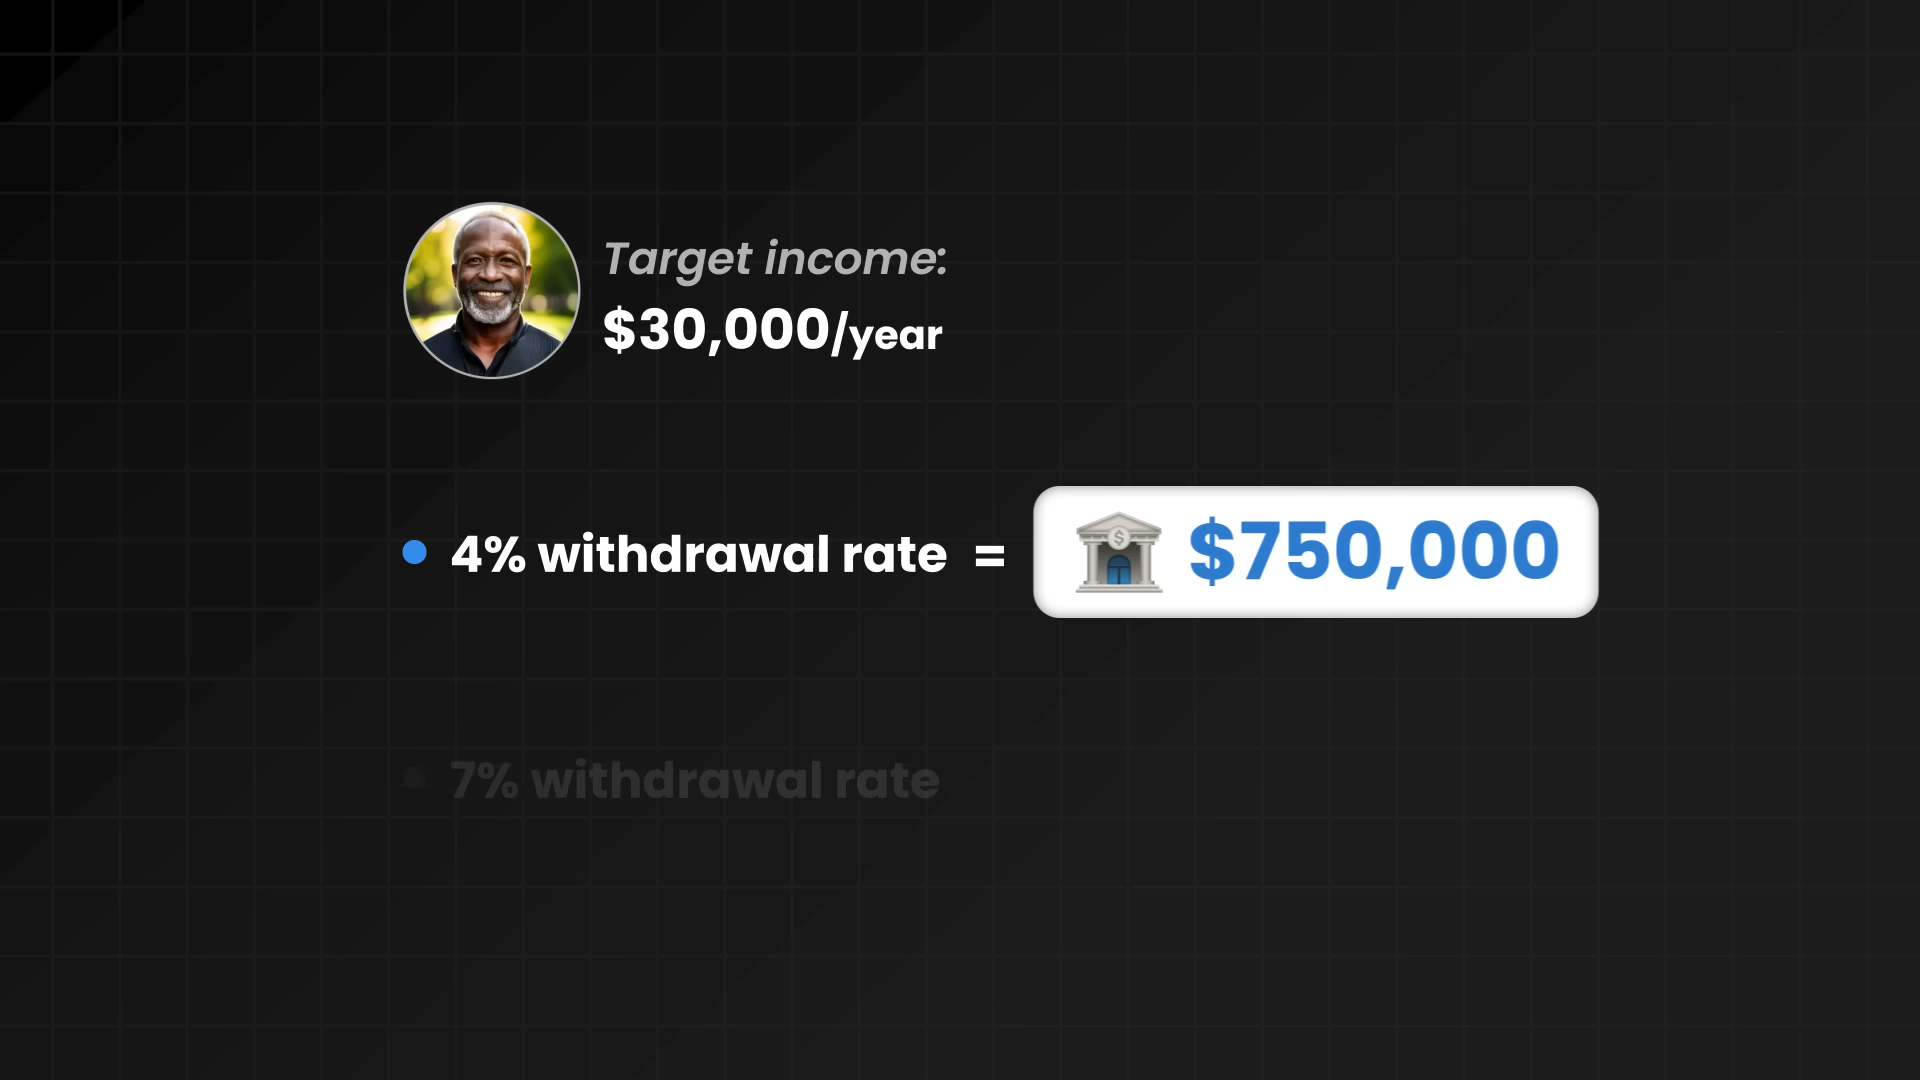 Target income:
$30,000/year
4% withdrawal rate = $750,000
7% withdrawal rate